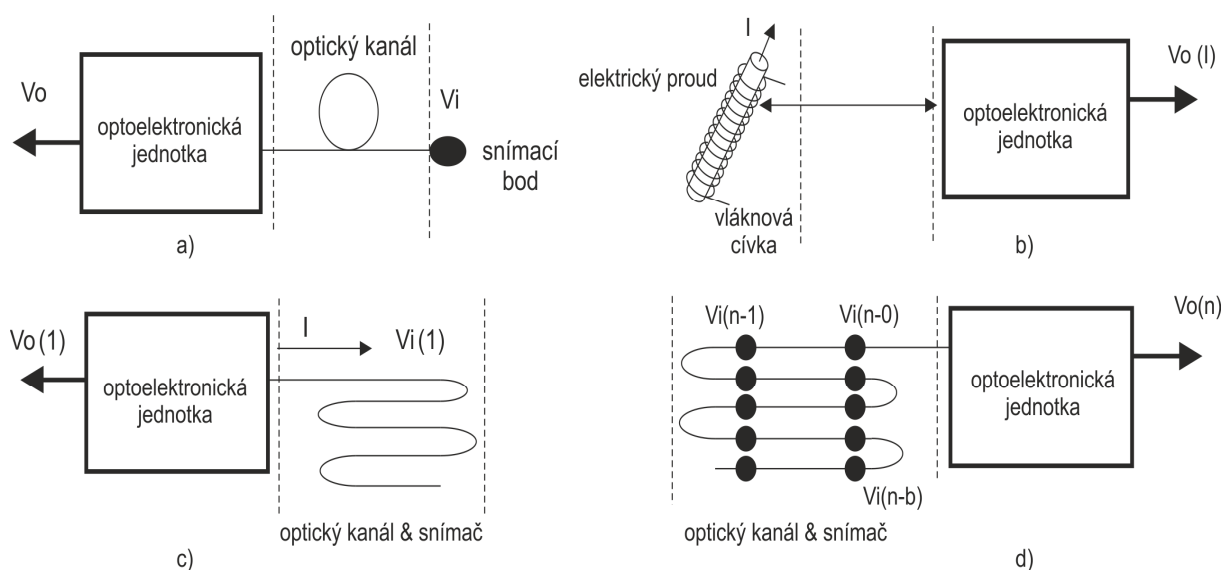 optický kanál
Vo
Vi
optoelektronická
jednotka
snímací
bod
a)
I
elektrický proud
vláknová
cívka
optoelektronická
jednotka
Vo (I)
b)
Vo (1)
optoelektronická
jednotka
I
Vi (1)
optický kanál & snímač
c)
Vi(n-1)
Vi(n-0)
Vi(n-b)
optický kanál & snímač
optoelektronická
jednotka
Vo(n)
d)